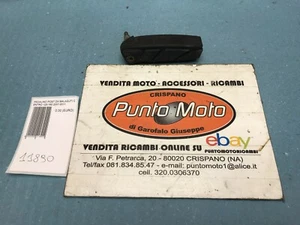 VENDITA MOTO - ACCESSORI - RICAMBI
CRISPANO
Punto Moto
di Garofalo Giuseppe
VENDITA RICAMBI ONLINE SU ebay
PUNTOMOTORICAMBI
Via F. Petrarca, 20 - 80020 CRISPANO (NA)
Tel/fax 081.834.85.47 - e-mail: puntomoto1@alice.it
cell. 320.0306370
11890